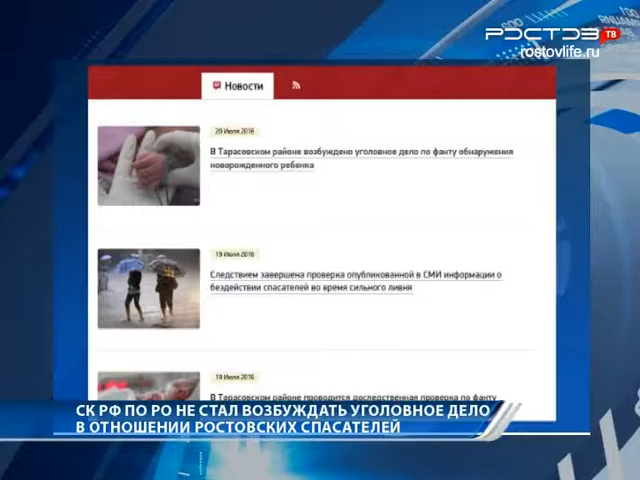 РОСТОВ ТВ
rostovlife.ru
Новости
20 Июля 2016
В Тарасовском районе возбуждено уголовное дело по факту обнаружения
новорожденного ребенка
19 Июля 2016
Следствием завершена проверка опубликованной в СМИ информации о
бездействии спасателей во время сильного ливня
19 Июля 2016
В Тарасовском районе проводится доследственная проверка по факту
СК РФ ПО РО НЕ СТАЛ ВОЗБУЖДАТЬ УГОЛОВНОЕ ДЕЛО
В ОТНОШЕНИИ РОСТОВСКИХ СПАСАТЕЛЕЙ